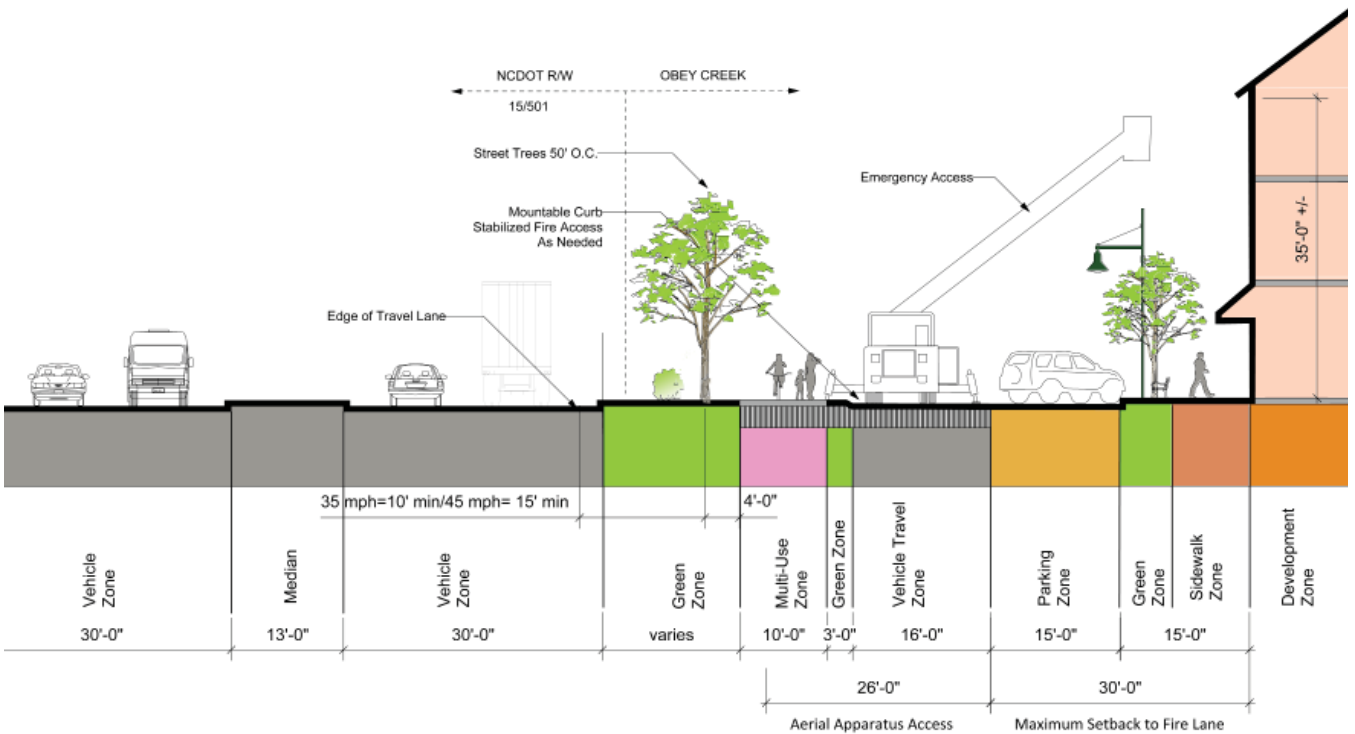 NCDOT R/W
OBEY CREEK
15/501
Street Trees 50' O.C.
Emergency Access
Mountable Curb
Stabilized Fire Access
As Needed
35'-0" +/-
Edge of Travel Lane
35 mph=10' min/45 mph= 15' min
4'-0"
Vehicle
Zone
Median
Vehicle
Zone
Green
Zone
Multi-Use
Zone
Green Zone
Vehicle Travel
Zone
Parking
Zone
Green
Zone
Sidewalk
Zone
Development
Zone
30'-0"
13'-0"
30'-0"
varies
10'-0"
3'-0"
16'-0"
15'-0"
15'-0"
26'-0"
30'-0"
Aerial Apparatus Access
Maximum Setback to Fire Lane